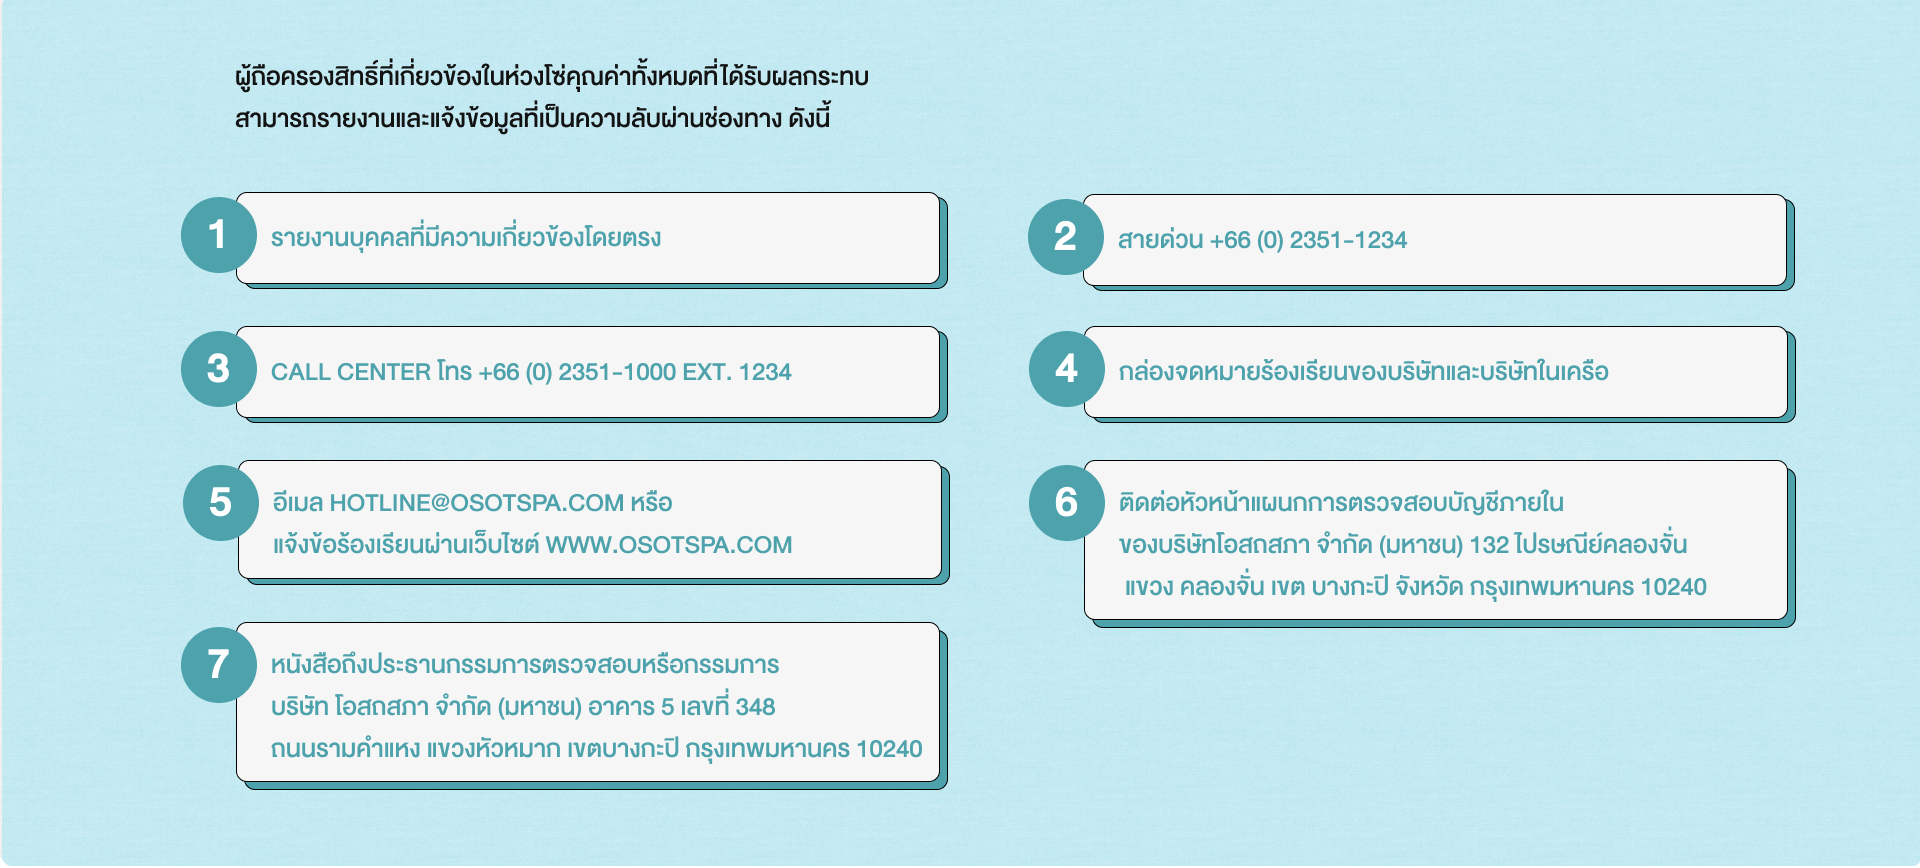 ผู้ถือครองสิทธิ์ที่เกี่ยวข้องในห่วงโซ่คุณค่าทั้งหมดที่ได้รับผลกระทบ
สามารถรายงานและแจ้งข้อมูลที่เป็นความลับผ่านช่องทาง ดังนี้
1
รายงานบุคคลที่มีความเกี่ยวข้องโดยตรง
2
สายด่วน +66 (0) 2351-1234
3
CALL CENTER โทร +66 (0) 2351-1000 EXT. 1234
4
กล่องจดหมายร้องเรียนของบริษัทและบริษัทในเครือ
5
อีเมล HOTLINE@OSOTSPA.COM หรือ
แจ้งข้อร้องเรียนผ่านเว็บไซต์ WWW.OSOTSPA.COM
6
ติดต่อหัวหน้าแผนกการตรวจสอบบัญชีภายใน
ของบริษัทโอสถสภา จำกัด (มหาชน) 132 ไปรษณีย์คลองจั่น
แขวง คลองจั่น เขต บางกะปิ จังหวัด กรุงเทพมหานคร 10240
7
หนังสือถึงประธานกรรมการตรวจสอบหรือกรรมการ
บริษัท โอสถสภา จำกัด (มหาชน) อาคาร 5 เลขที่ 348
ถนนรามคำแหง แขวงหัวหมาก เขตบางกะปิ กรุงเทพมหานคร 10240